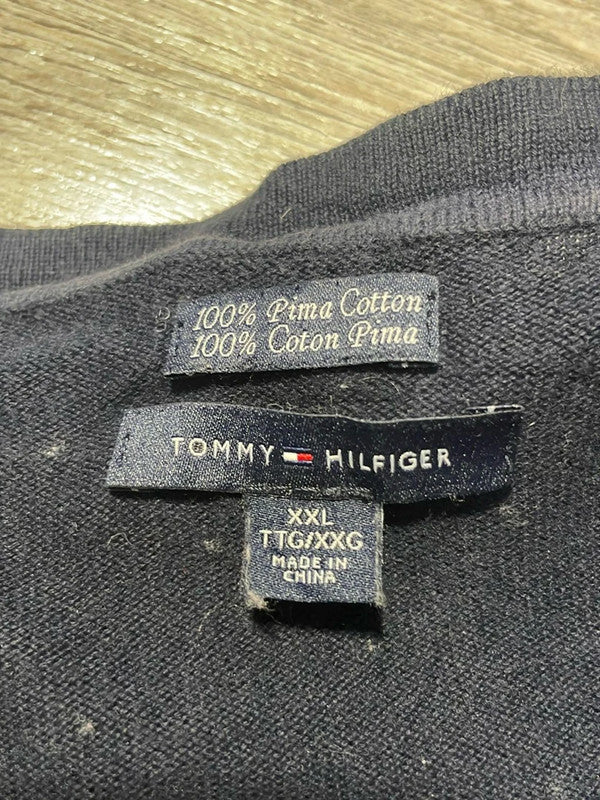 100% Pima Cotton
100% Coton Pima
TOMMY HILFIGER
XXL
TTG/XXG
MADE IN
CHINA